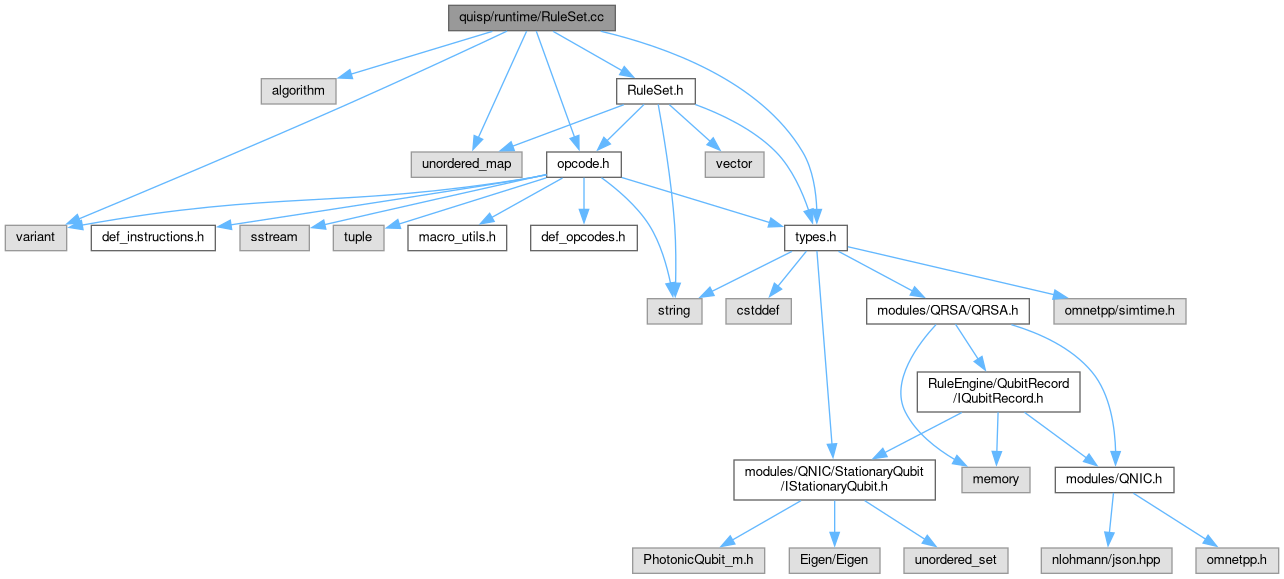 quisp/runtime/RuleSet.cc
algorithm
RuleSet.h
unordered_map
opcode.h
vector
variant
def_instructions.h
sstream
tuple
macro_utils.h
def_opcodes.h
types.h
string
cstddef
modules/QRSA/QRSA.h
omnetpp/simtime.h
RuleEngine/QubitRecord
/IQubitRecord.h
modules/QNIC/StationaryQubit
/IStationaryQubit.h
memory
modules/QNIC.h
PhotonicQubit_m.h
Eigen/Eigen
unordered_set
nlohmann/json.hpp
omnetpp.h